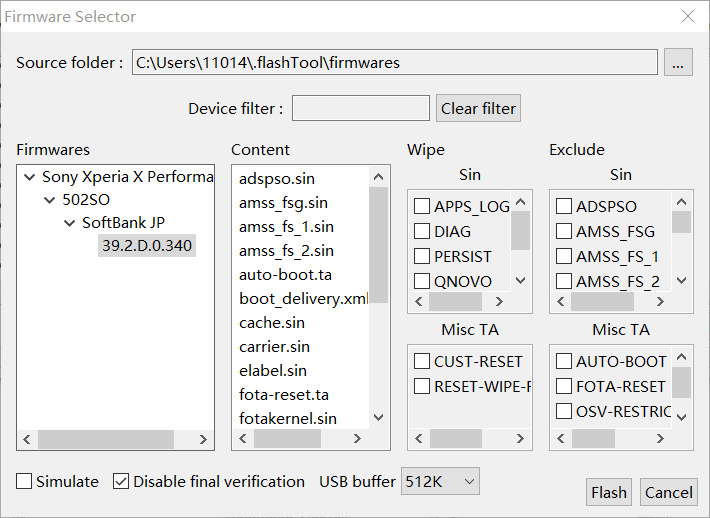 Firmware Selector
Source folder : C:\Users\11014\.flashTool\firmwares ...
Device filter : Clear filter
Firmwares
Sony Xperia X Performa
502SO
SoftBank JP
39.2.D.0.340
Content
adspso.sin
amss_fsg.sin
amss_fs_1.sin
amss_fs_2.sin
auto-boot.ta
boot_delivery.xml
cache.sin
carrier.sin
elabel.sin
fota-reset.ta
fotakernel.sin
Wipe
Sin
APPS_LOG
DIAG
PERSIST
QNOVO
Misc TA
CUST-RESET
RESET-WIPE-F
Exclude
Sin
ADSPSO
AMSS_FSG
AMSS_FS_1
AMSS_FS_2
Misc TA
AUTO-BOOT
FOTA-RESET
OSV-RESTRIC
Simulate Disable final verification USB buffer 512K Flash Cancel